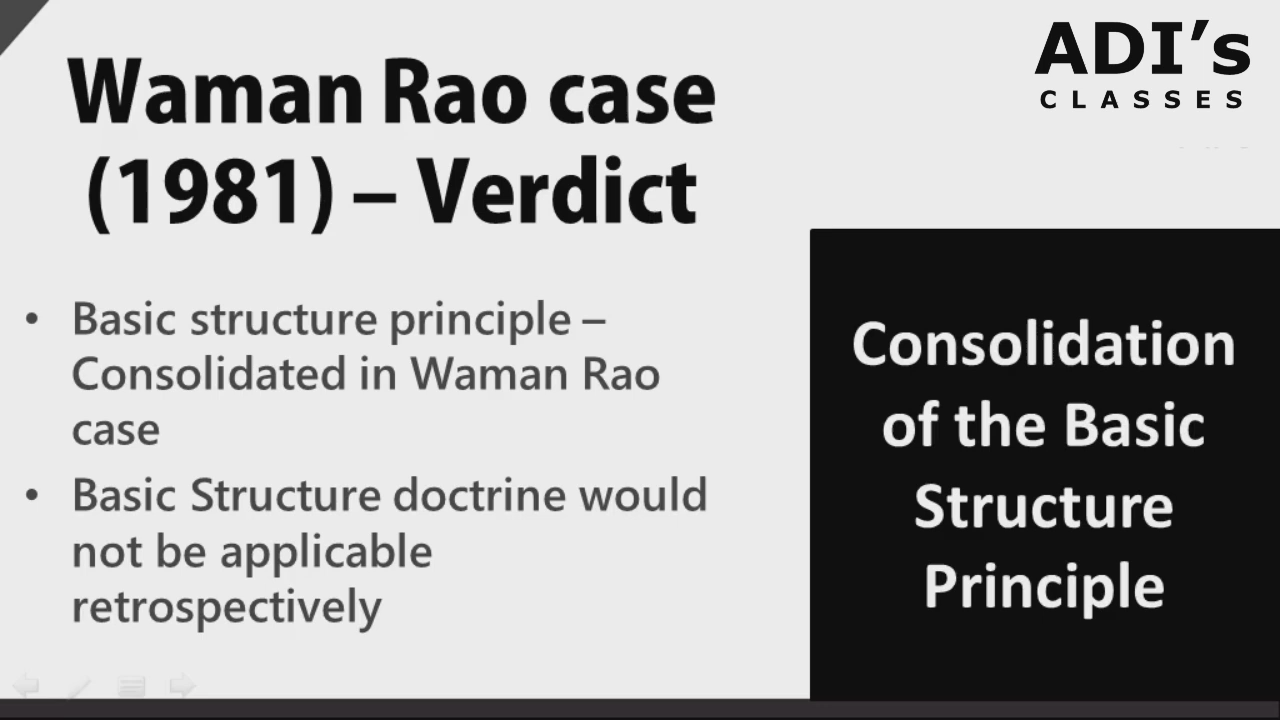 ADI’s
CLASSES
Waman Rao case
(1981) – Verdict
• Basic structure principle –
Consolidated in Waman Rao
case
• Basic Structure doctrine would
not be applicable
retrospectively
Consolidation
of the Basic
Structure
Principle